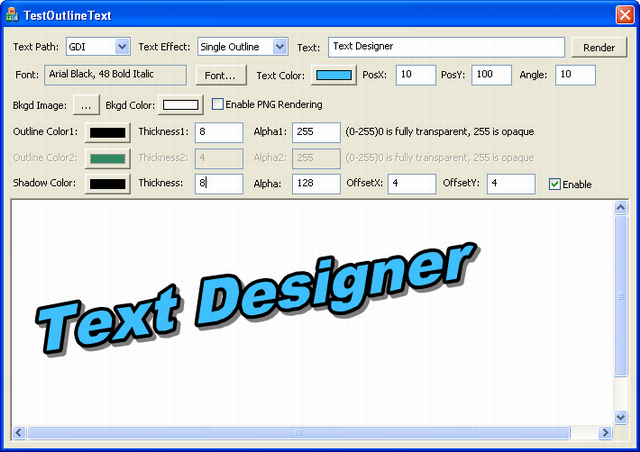 TestOutlineText
Text Path: GDI Text Effect: Single Outline Text: Text Designer Render
Font: Arial Black, 48 Bold Italic Font... Text Color: PosX: 10 PosY: 100 Angle: 10
Bkgd Image: ... Bkgd Color: Enable PNG Rendering
Outline Color1: Thickness1: 8 Alpha1: 255 (0-255)0 is fully transparent, 255 is opaque
Outline Color2: Thickness2: 4 Alpha2: 255 (0-255)0 is fully transparent, 255 is opaque
Shadow Color: Thickness: 8 Alpha: 128 OffsetX: 4 OffsetY: 4 Enable
Text Designer